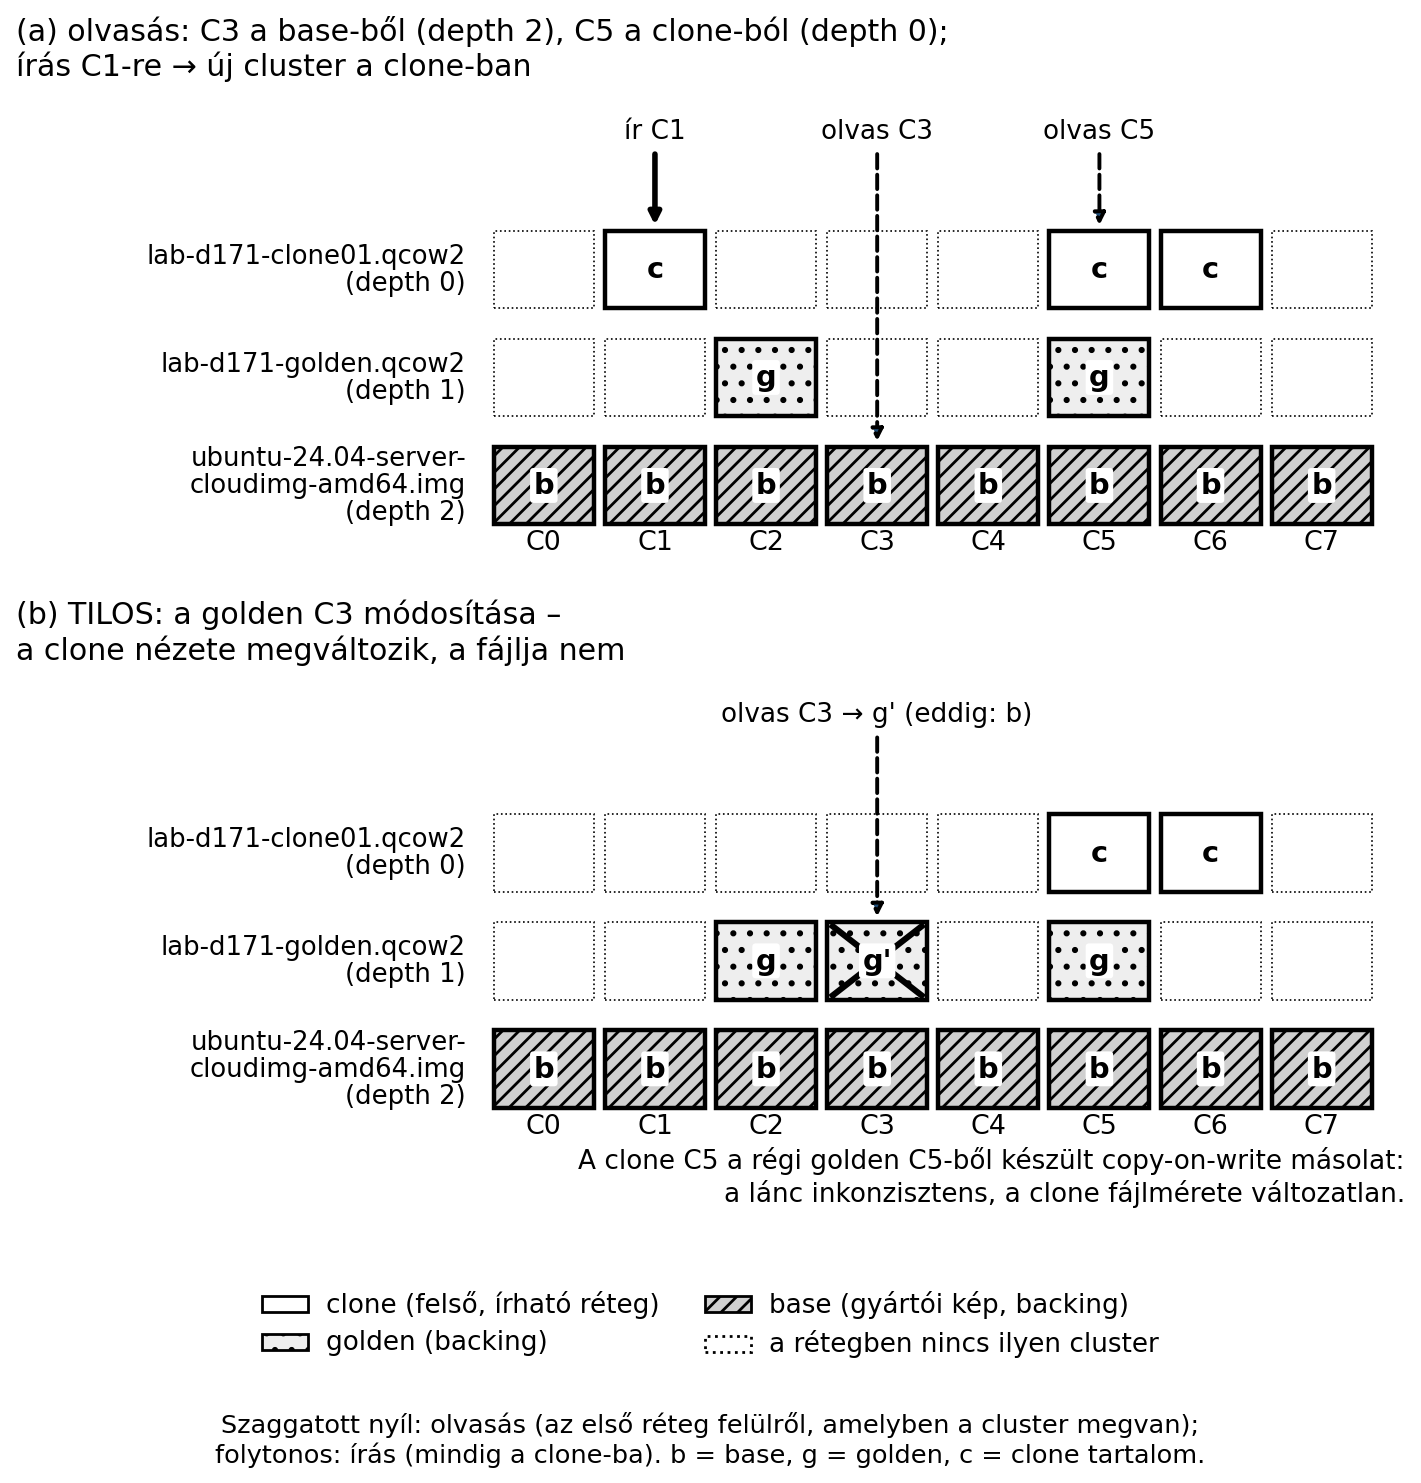 (a) olvasás: C3 a base-ből (depth 2), C5 a clone-ból (depth 0);
írás C1-re → új cluster a clone-ban
ír C1
olvas C3
olvas C5
lab-d171-clone01.qcow2
(depth 0)
c
c
c
lab-d171-golden.qcow2
(depth 1)
g
g
ubuntu-24.04-server-
cloudimg-amd64.img
(depth 2)
b b b b b b b b
C0 C1 C2 C3 C4 C5 C6 C7
(b) TILOS: a golden C3 módosítása –
a clone nézete megváltozik, a fájlja nem
olvas C3 → g' (eddig: b)
lab-d171-clone01.qcow2
(depth 0)
c
c
lab-d171-golden.qcow2
(depth 1)
g
g'
g
ubuntu-24.04-server-
cloudimg-amd64.img
(depth 2)
b b b b b b b b
C0 C1 C2 C3 C4 C5 C6 C7
A clone C5 a régi golden C5-ből készült copy-on-write másolat:
a lánc inkonzisztens, a clone fájlmérete változatlan.
clone (felső, írható réteg)
golden (backing)
base (gyártói kép, backing)
a rétegben nincs ilyen cluster
Szaggatott nyíl: olvasás (az első réteg felülről, amelyben a cluster megvan);
folytonos: írás (mindig a clone-ba). b = base, g = golden, c = clone tartalom.